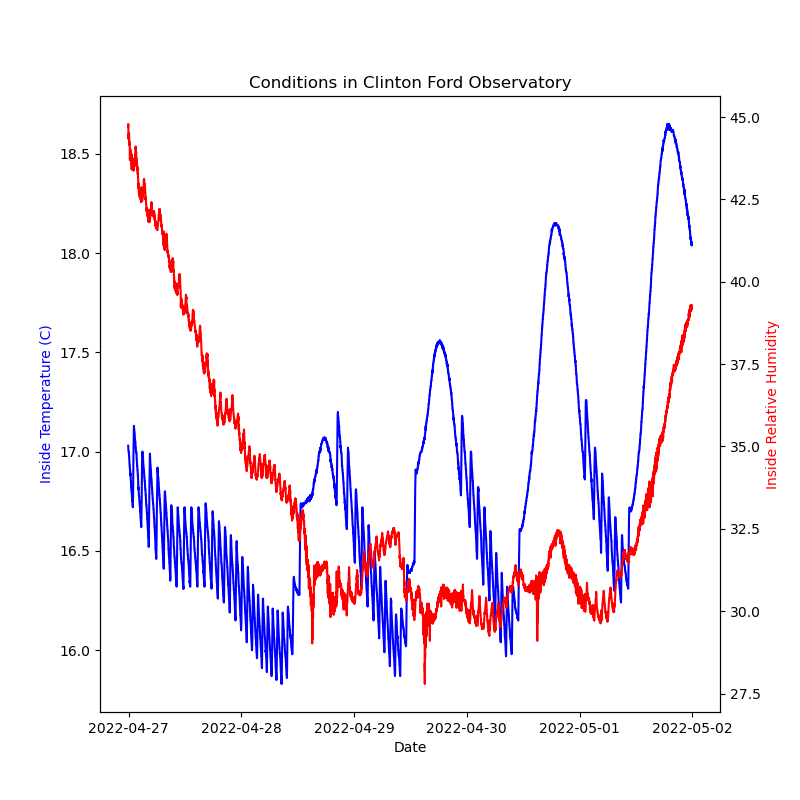 Conditions in Clinton Ford Observatory
Inside Temperature (C)
18.5
18.0
17.5
17.0
16.5
16.0
45.0
42.5
40.0
37.5
35.0
32.5
30.0
27.5
Inside Relative Humidity
2022-04-27 2022-04-28 2022-04-29 2022-04-30 2022-05-01 2022-05-02
Date